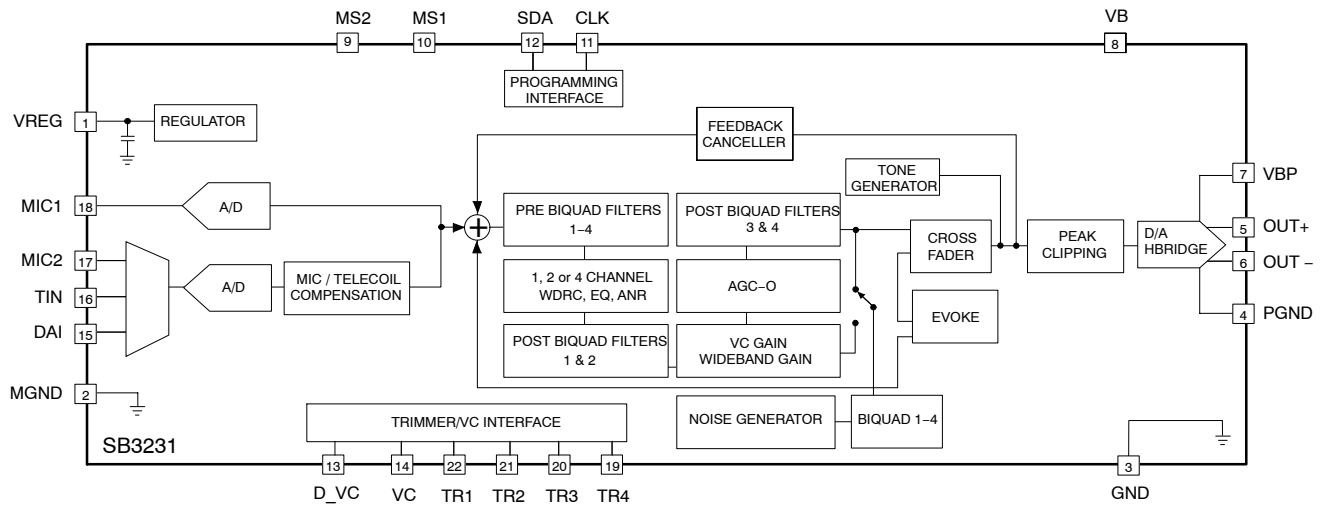 MS2
MS1
SDA
CLK
VB
9
10
12
11
8
PROGRAMMING
INTERFACE
VREG
1
REGULATOR
FEEDBACK
CANCELLER
TONE
GENERATOR
7
VBP
MIC1
18
A/D
PRE BIQUAD FILTERS
1–4
POST BIQUAD FILTERS
3 & 4
CROSS
FADER
PEAK
CLIPPING
D/A
HBRIDGE
5
OUT+
6
OUT –
MIC2
17
TIN
16
DAI
15
A/D
MIC / TELECOIL
COMPENSATION
1, 2 or 4 CHANNEL
WDRC, EQ, ANR
AGC–O
EVOKE
4
PGND
POST BIQUAD FILTERS
1 & 2
VC GAIN
WIDEBAND GAIN
MGND
2
NOISE GENERATOR
BIQUAD 1–4
TRIMMER/VC INTERFACE
SB3231
13
14
22
21
20
19
3
D_VC
VC
TR1
TR2
TR3
TR4
GND